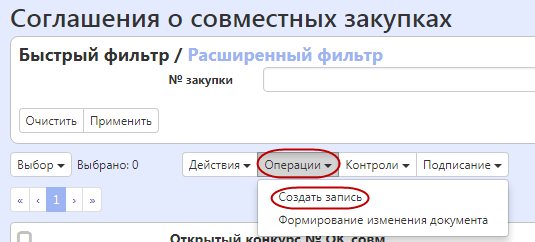 Соглашения о совместных закупках
Быстрый фильтр / Расширенный фильтр
№ закупки
Очистить Применить
Выбор Выбрано: 0 Действия Операции Контроли Подписание
« ‹ 1 › »
Создать запись
Формирование изменения документа
Открытый конкурс № ОК_совм